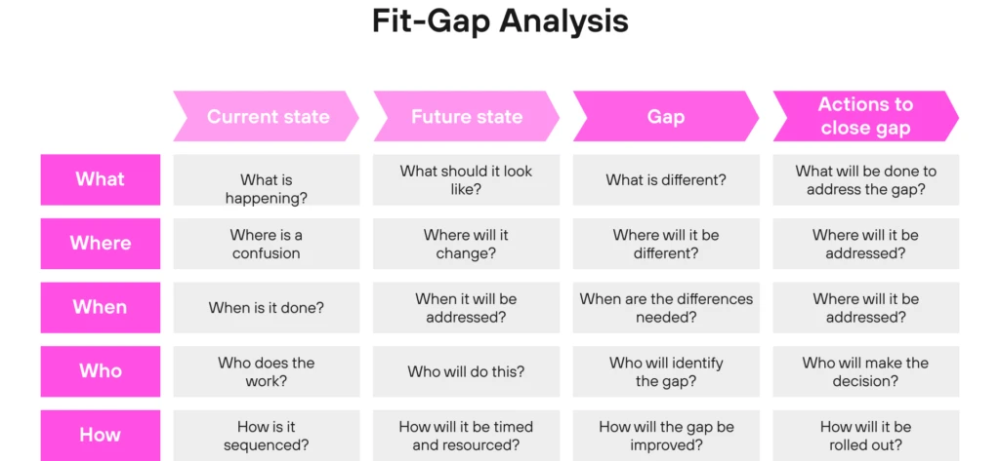 Fit-Gap Analysis
Current state
Future state
Gap
Actions to
close gap
What
What is
happening?
What should it look
like?
What is different?
What will be done to
address the gap?
Where
Where is a
confusion
Where will it
change?
Where will it be
different?
Where will it be
addressed?
When
When is it done?
When it will be
addressed?
When are the differences
needed?
Where will it be
addressed?
Who
Who does the
work?
Who will do this?
Who will identify
the gap?
Who will make the
decision?
How
How is it
sequenced?
How will it be timed
and resourced?
How will the gap be
improved?
How will it be
rolled out?